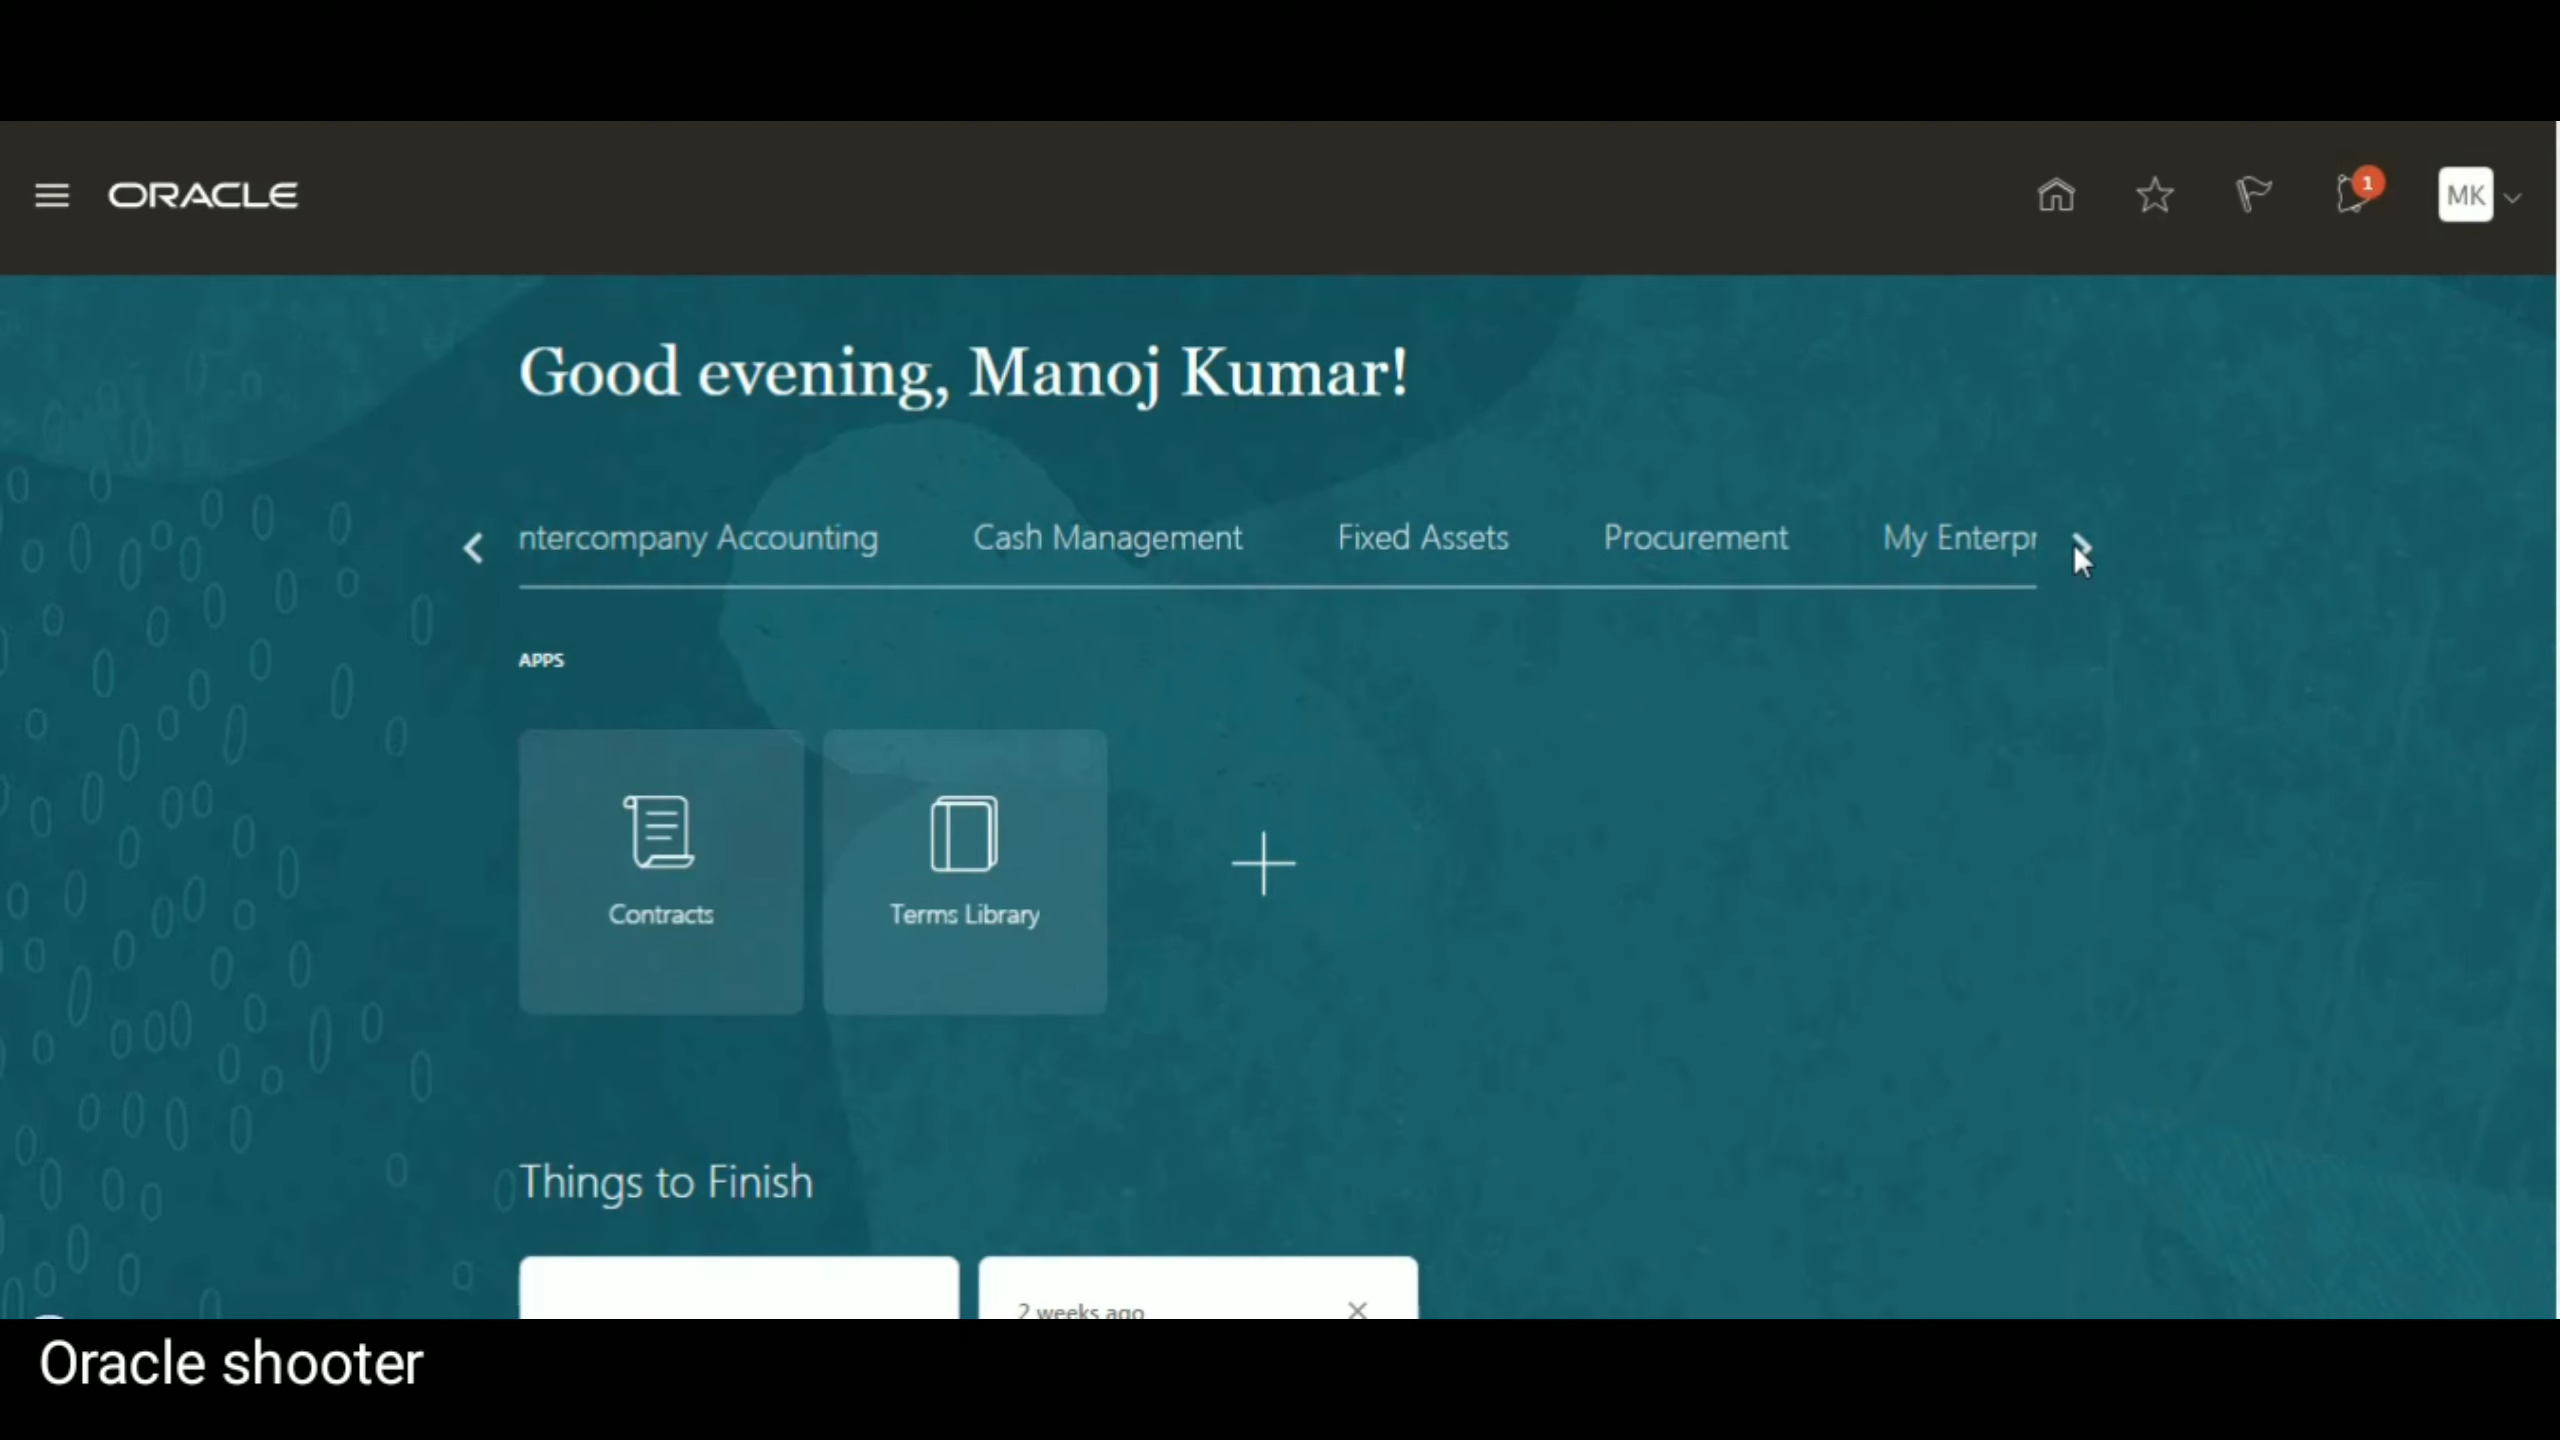 ORACLE
1
MK
Good evening, Manoj Kumar!
ntercompany Accounting
Cash Management
Fixed Assets
Procurement
My Enterpr
APPS
Contracts
Terms Library
Things to Finish
2 weeks ago
Oracle shooter